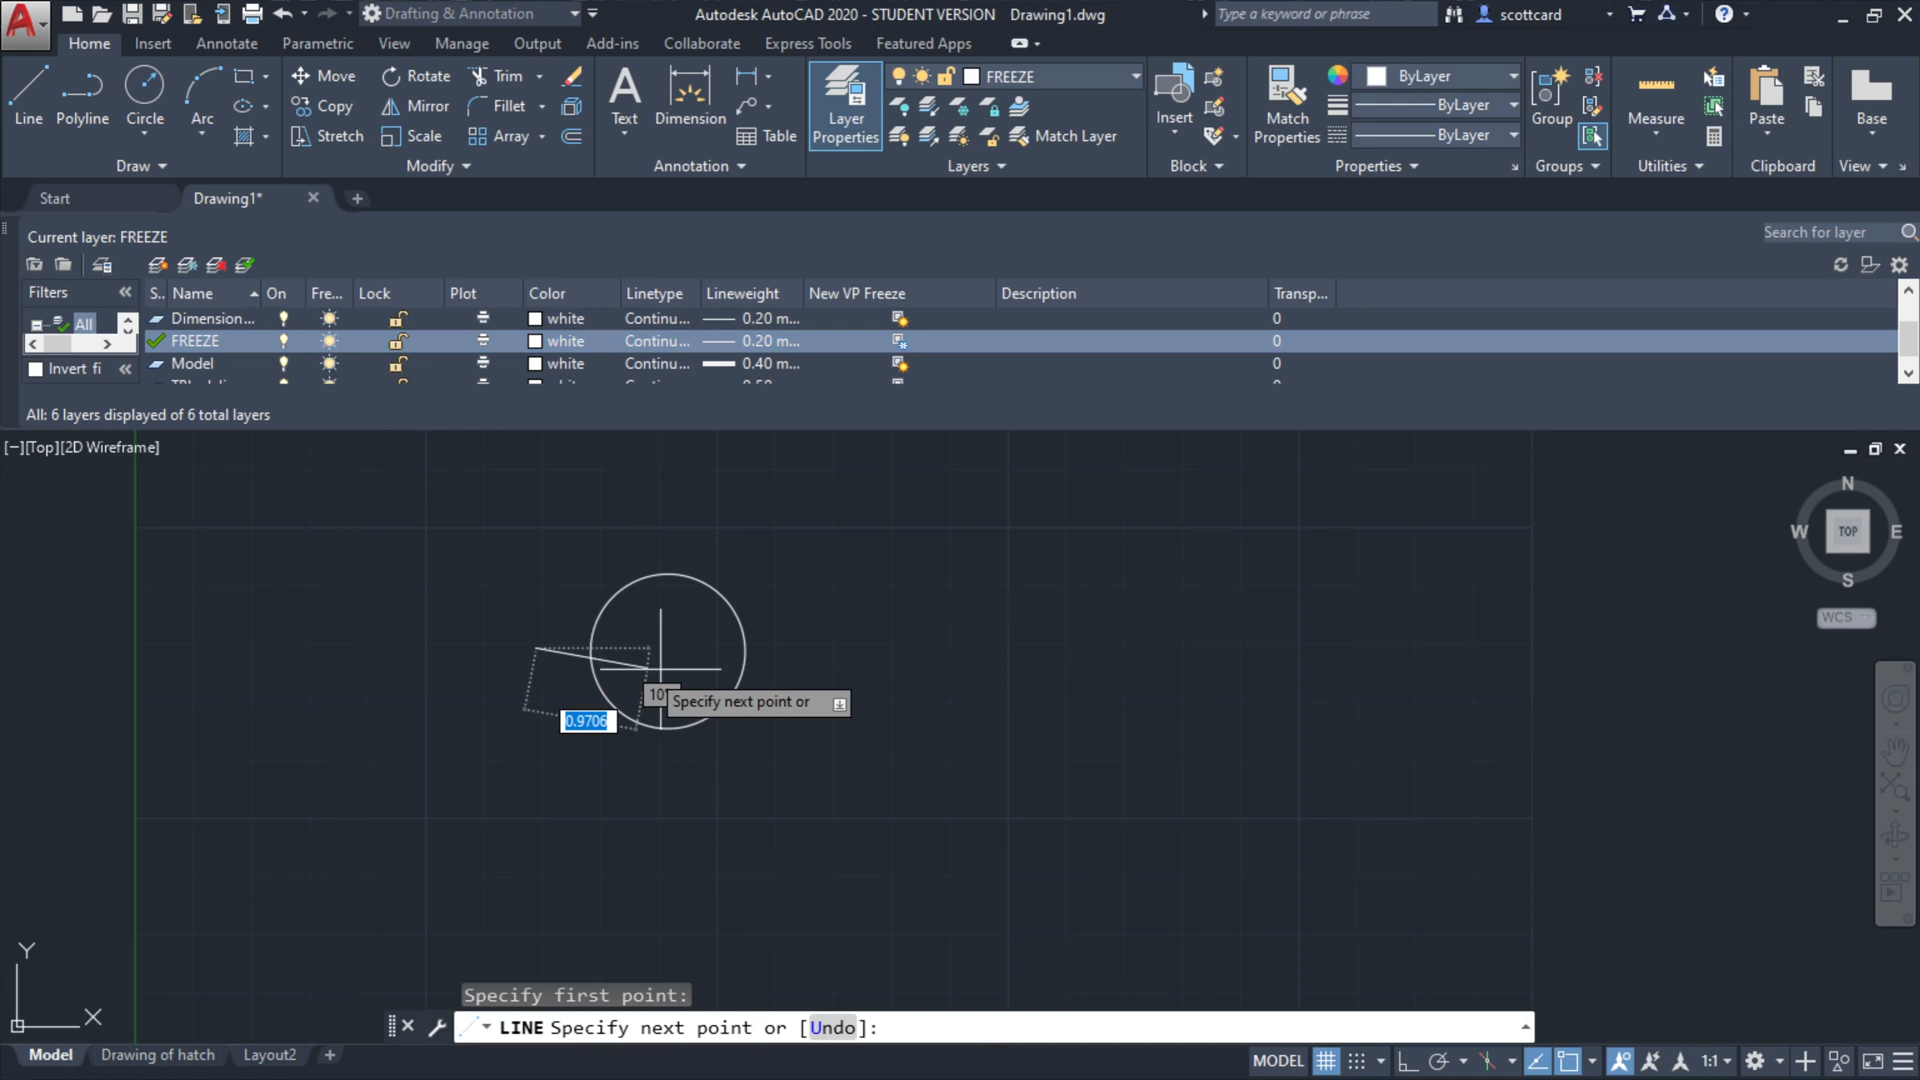 Drafting & Annotation
Autodesk AutoCAD 2020 - STUDENT VERSION Drawing1.dwg
Type a keyword or phrase
scottcard
Home Insert Annotate Parametric View Manage Output Add-ins Collaborate Express Tools Featured Apps
Line Polyline Circle Arc
Draw
Move Rotate Trim
Copy Mirror Fillet
Stretch Scale Array
Modify
Text Dimension Table
Annotation
Layer Properties
FREEZE
Match Layer
Layers
Insert
Block
Match Properties
ByLayer
ByLayer
ByLayer
Properties
Group
Groups
Measure
Utilities
Paste
Clipboard
Base
View
Start Drawing1*
Current layer: FREEZE
Search for layer
Filters
All
Invert fi
S.. Name On Fre... Lock Plot Color Linetype Lineweight New VP Freeze Description Transp...
Dimension... white Continu... 0.20 m... 0
FREEZE white Continu... 0.20 m... 0
Model white Continu... 0.40 m... 0
All: 6 layers displayed of 6 total layers
[−][Top][2D Wireframe]
N
W TOP E
S
WCS
10°
Specify next point or
0.9706
Y
X
Specify first point:
LINE Specify next point or [Undo]:
Model Drawing of hatch Layout2
MODEL 1:1